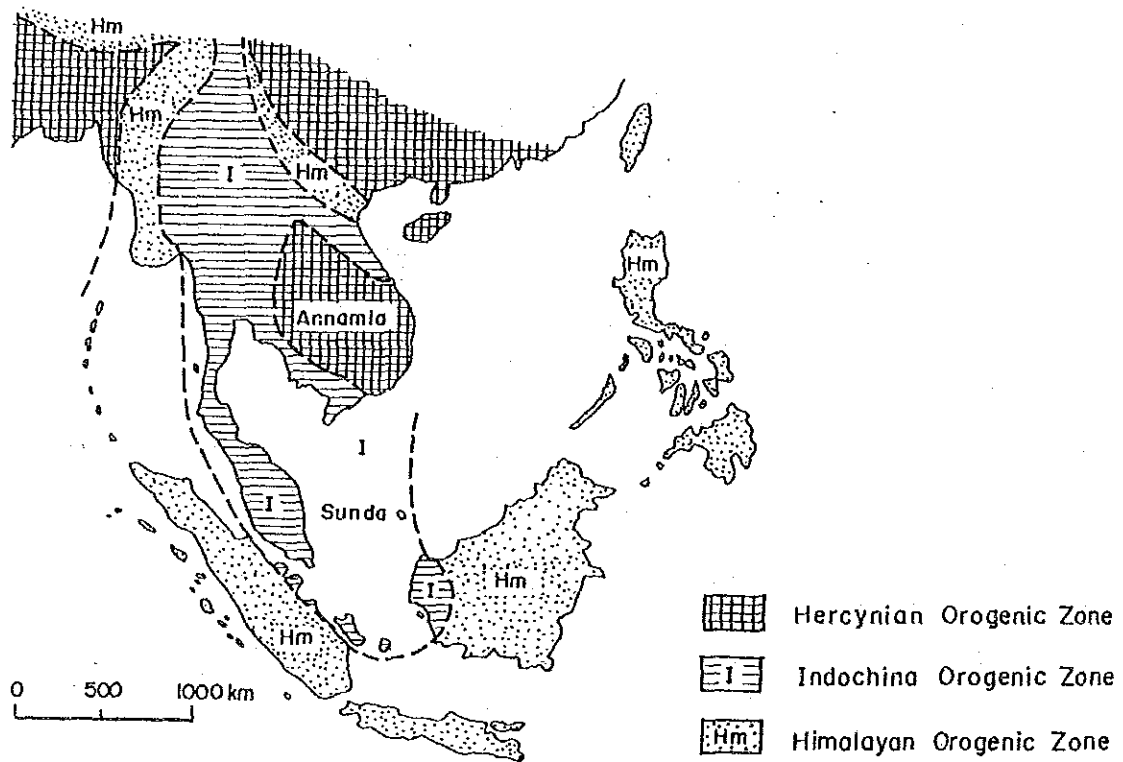 Hm
Hm
I
Hm
Annamia
Hm
I
I
Sunda
I
Hm
Hm
0 500 1000 km
Hercynian Orogenic Zone
I Indochina Orogenic Zone
Hm Himalayan Orogenic Zone